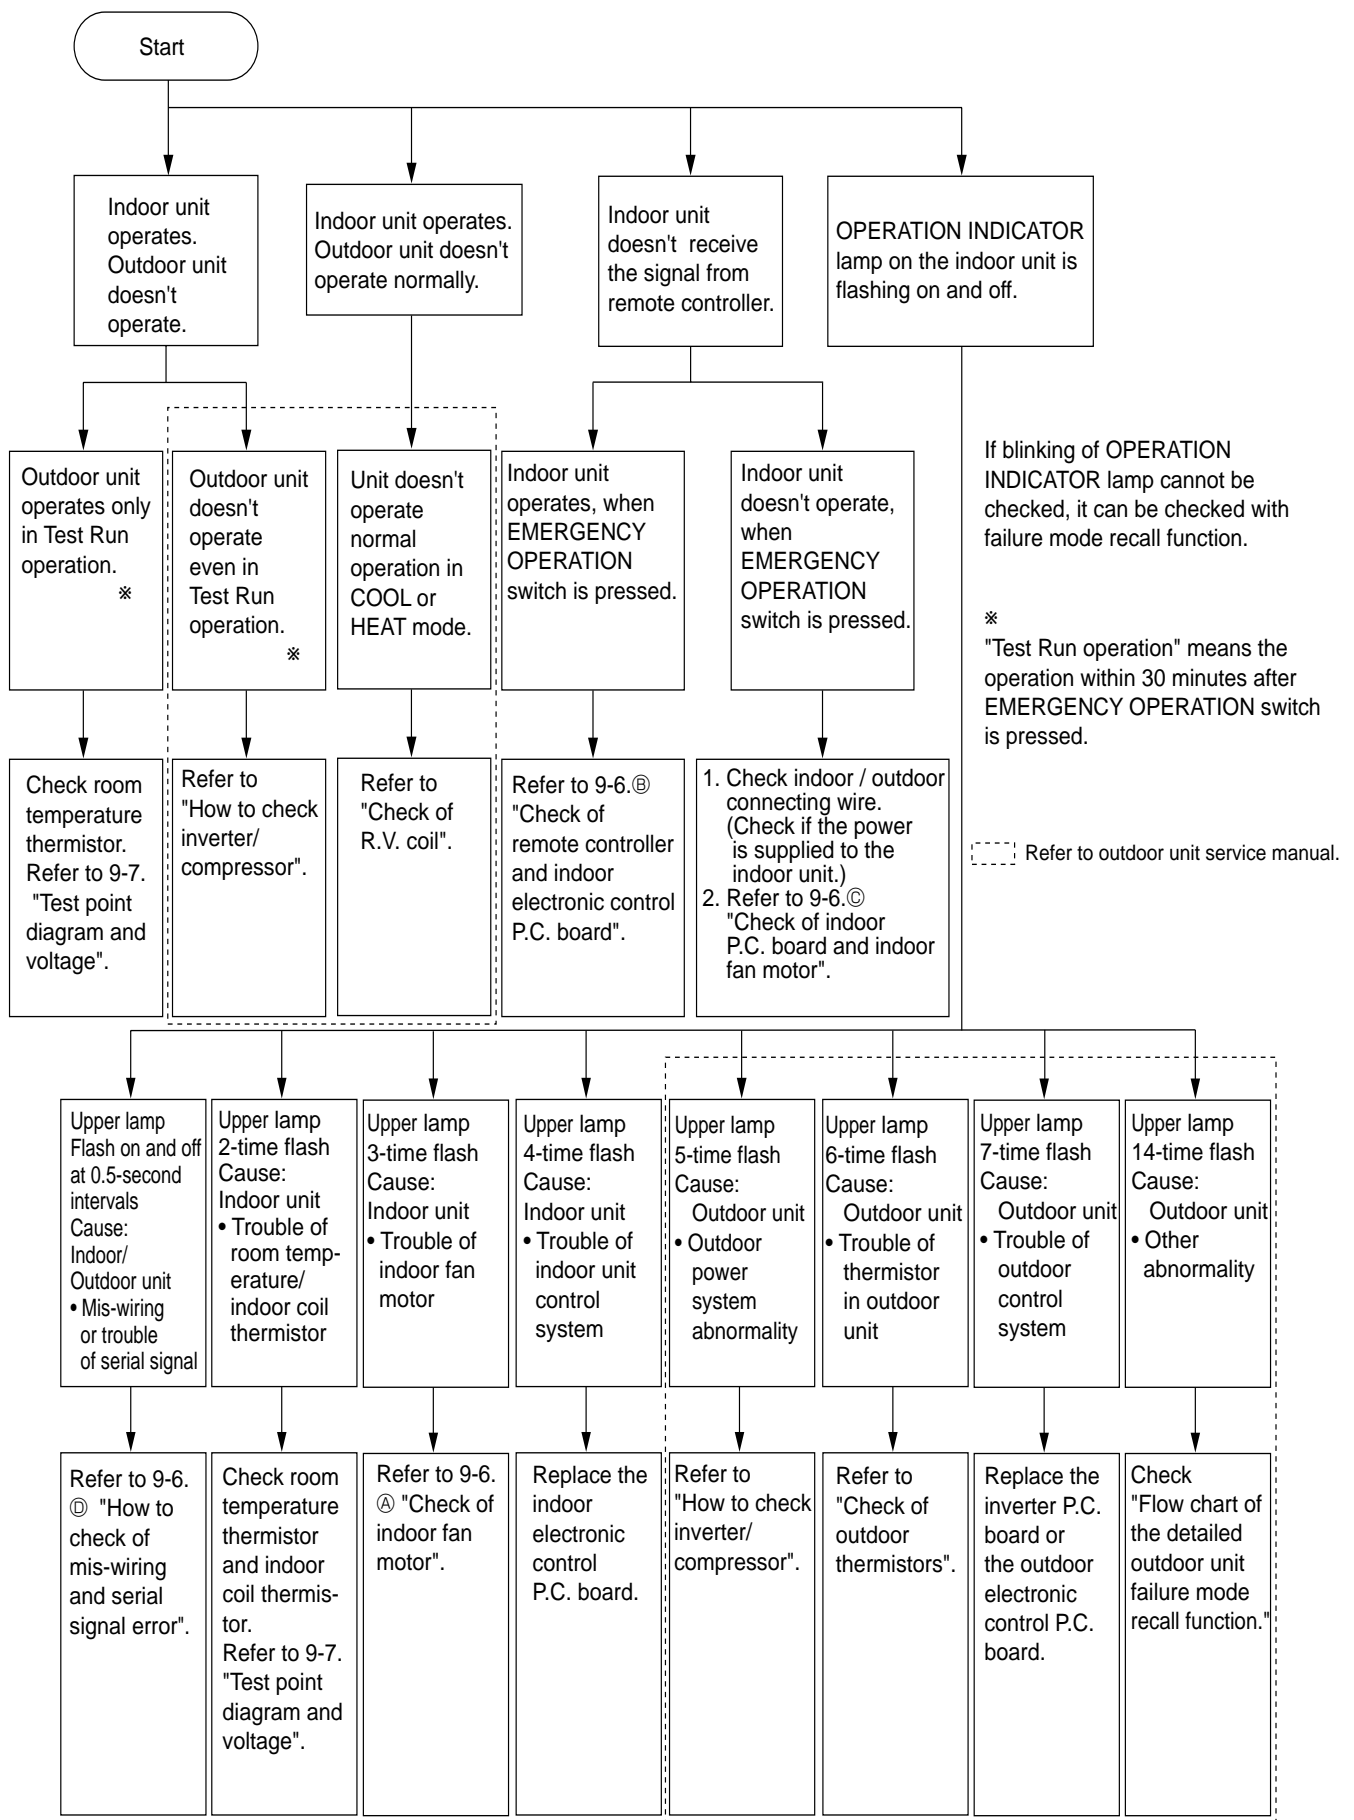 Start
Indoor unit
operates.
Outdoor unit
doesn't
operate.
Indoor unit operates.
Outdoor unit doesn't
operate normally.
Indoor unit
doesn't receive
the signal from
remote controller.
OPERATION INDICATOR
lamp on the indoor unit is
flashing on and off.
Outdoor unit
operates only
in Test Run
operation.
※
Outdoor unit
doesn't
operate
even in
Test Run
operation.
※
Unit doesn't
operate
normal
operation in
COOL or
HEAT mode.
Indoor unit
operates, when
EMERGENCY
OPERATION
switch is pressed.
Indoor unit
doesn't operate,
when
EMERGENCY
OPERATION
switch is pressed.
If blinking of OPERATION
INDICATOR lamp cannot be
checked, it can be checked with
failure mode recall function.
※
"Test Run operation" means the
operation within 30 minutes after
EMERGENCY OPERATION switch
is pressed.
Check room
temperature
thermistor.
Refer to 9-7.
"Test point
diagram and
voltage".
Refer to
"How to check
inverter/
compressor".
Refer to
"Check of
R.V. coil".
Refer to 9-6.Ⓑ
"Check of
remote controller
and indoor
electronic control
P.C. board".
1. Check indoor / outdoor
connecting wire.
(Check if the power
is supplied to the
indoor unit.)
2. Refer to 9-6.Ⓒ
"Check of indoor
P.C. board and indoor
fan motor".
Refer to outdoor unit service manual.
Upper lamp
Flash on and off
at 0.5-second
intervals
Cause:
Indoor/
Outdoor unit
• Mis-wiring
or trouble
of serial signal
Upper lamp
2-time flash
Cause:
Indoor unit
• Trouble of
room temp-
erature/
indoor coil
thermistor
Upper lamp
3-time flash
Cause:
Indoor unit
• Trouble of
indoor fan
motor
Upper lamp
4-time flash
Cause:
Indoor unit
• Trouble of
indoor unit
control
system
Upper lamp
5-time flash
Cause:
Outdoor unit
• Outdoor
power
system
abnormality
Upper lamp
6-time flash
Cause:
Outdoor unit
• Trouble of
thermistor
in outdoor
unit
Upper lamp
7-time flash
Cause:
Outdoor unit
• Trouble of
outdoor
control
system
Upper lamp
14-time flash
Cause:
Outdoor unit
• Other
abnormality
Refer to 9-6.
Ⓓ "How to
check of
mis-wiring
and serial
signal error".
Check room
temperature
thermistor
and indoor
coil thermis-
tor.
Refer to 9-7.
"Test point
diagram and
voltage".
Refer to 9-6.
Ⓐ "Check of
indoor fan
motor".
Replace the
indoor
electronic
control
P.C. board.
Refer to
"How to check
inverter/
compressor".
Refer to
"Check of
outdoor
thermistors".
Replace the
inverter P.C.
board or
the outdoor
electronic
control P.C.
board.
Check
"Flow chart of
the detailed
outdoor unit
failure mode
recall function."